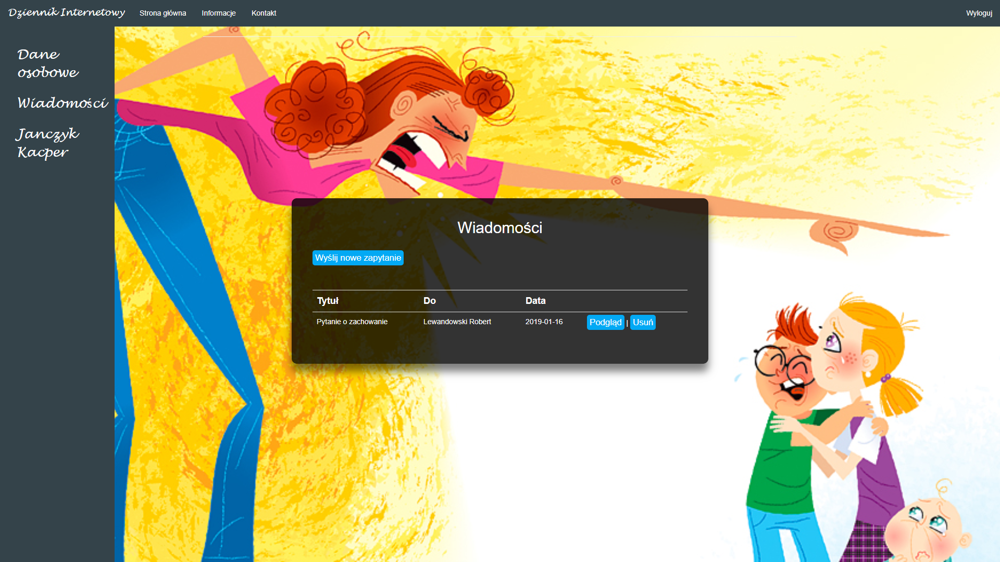 Dziennik Internetowy Strona główna Informacje Kontakt Wyloguj
Dane
osobowe
Wiadomości
Janczyk
Kacper
Wiadomości
Wyślij nowe zapytanie
Tytuł Do Data
Pytanie o zachowanie Lewandowski Robert 2019-01-16 Podgląd | Usuń